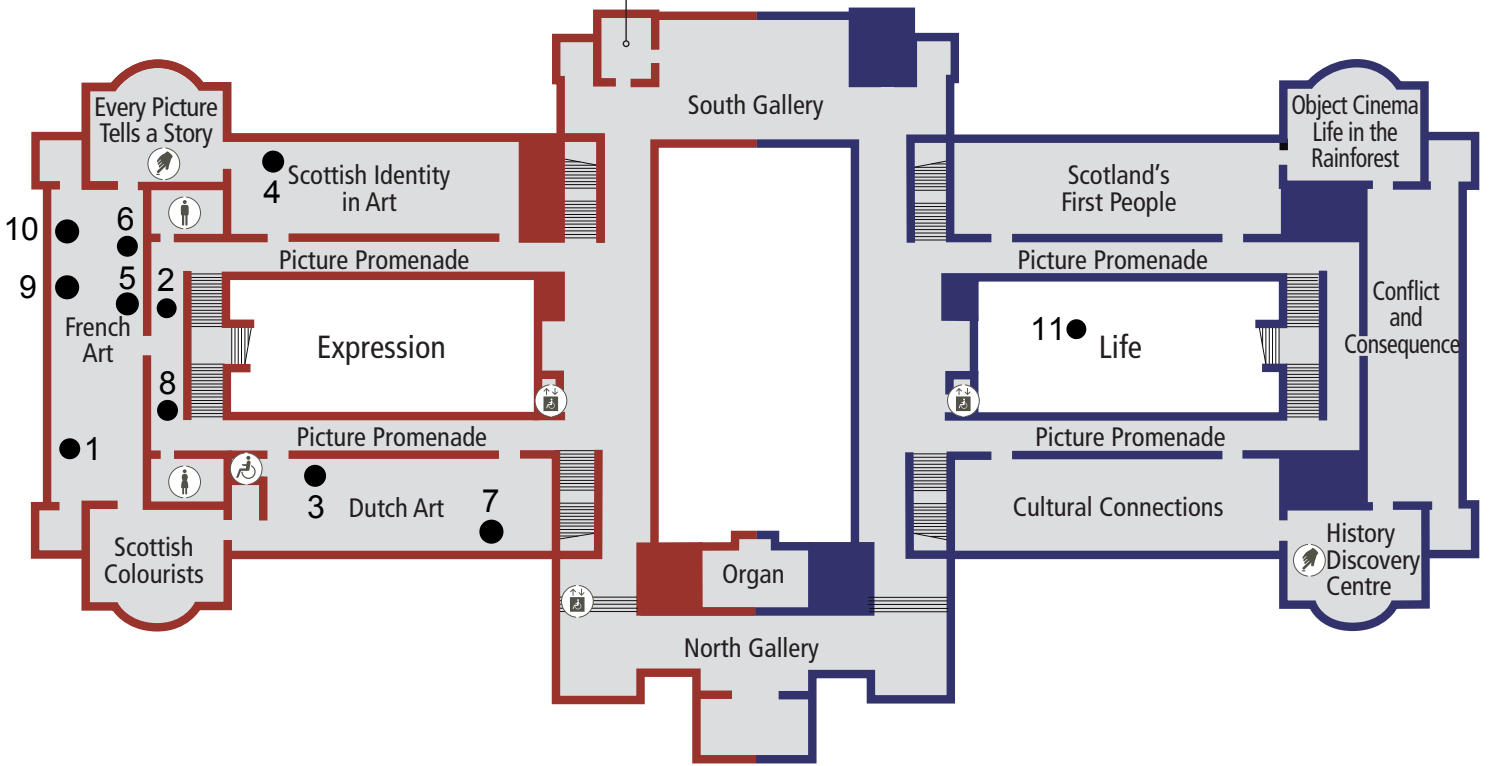 South Gallery
Every Picture
Tells a Story
Object Cinema
Life in the
Rainforest
4
Scottish Identity
in Art
Scotland's
First People
10
6
Picture Promenade
Picture Promenade
9
5
2
French
Art
Expression
11
Life
Conflict
and
Consequence
8
1
Picture Promenade
Picture Promenade
3
Dutch Art
7
Cultural Connections
Scottish
Colourists
Organ
History
Discovery
Centre
North Gallery